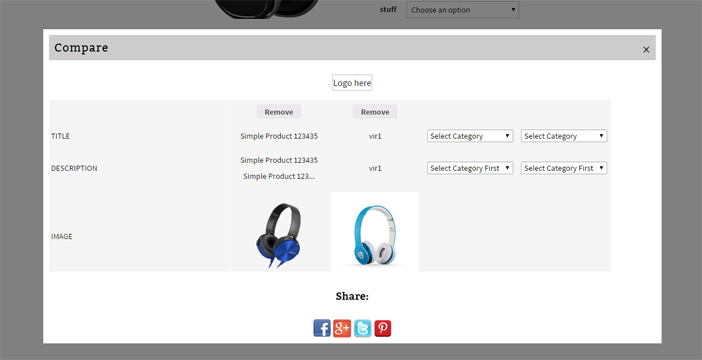 stuff Choose an option
Compare ×
Logo here
Remove Remove
TITLE Simple Product 123435 vir1 Select Category Select Category
DESCRIPTION Simple Product 123435 Simple Product 123... vir1 Select Category First Select Category First
IMAGE
Share: